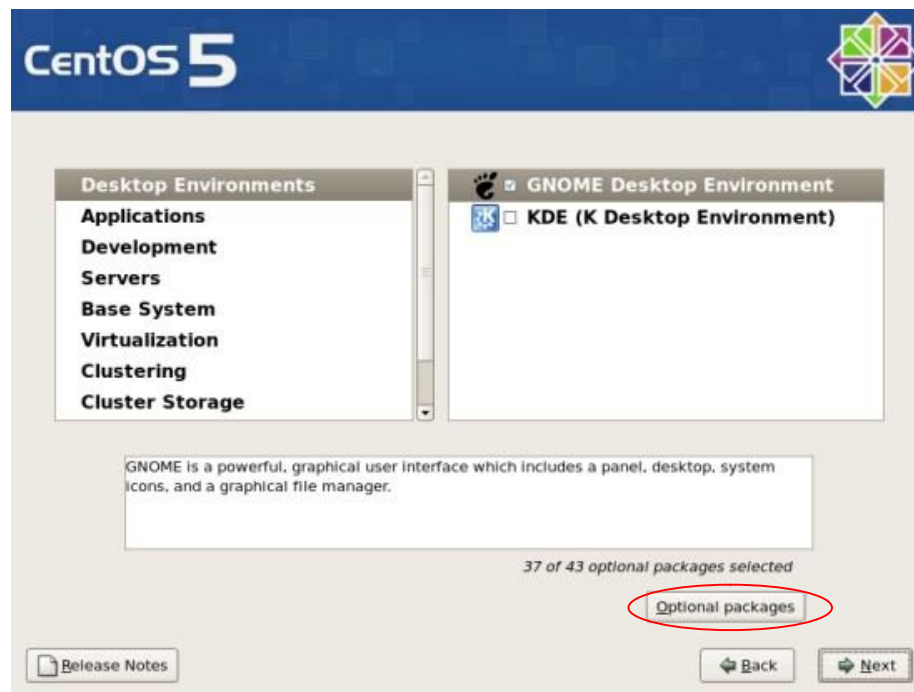 CentOS 5
Desktop Environments
Applications
Development
Servers
Base System
Virtualization
Clustering
Cluster Storage
GNOME Desktop Environment
KDE (K Desktop Environment)
GNOME is a powerful, graphical user interface which includes a panel, desktop, system
icons, and a graphical file manager.
37 of 43 optional packages selected
Optional packages
Release Notes
Back
Next